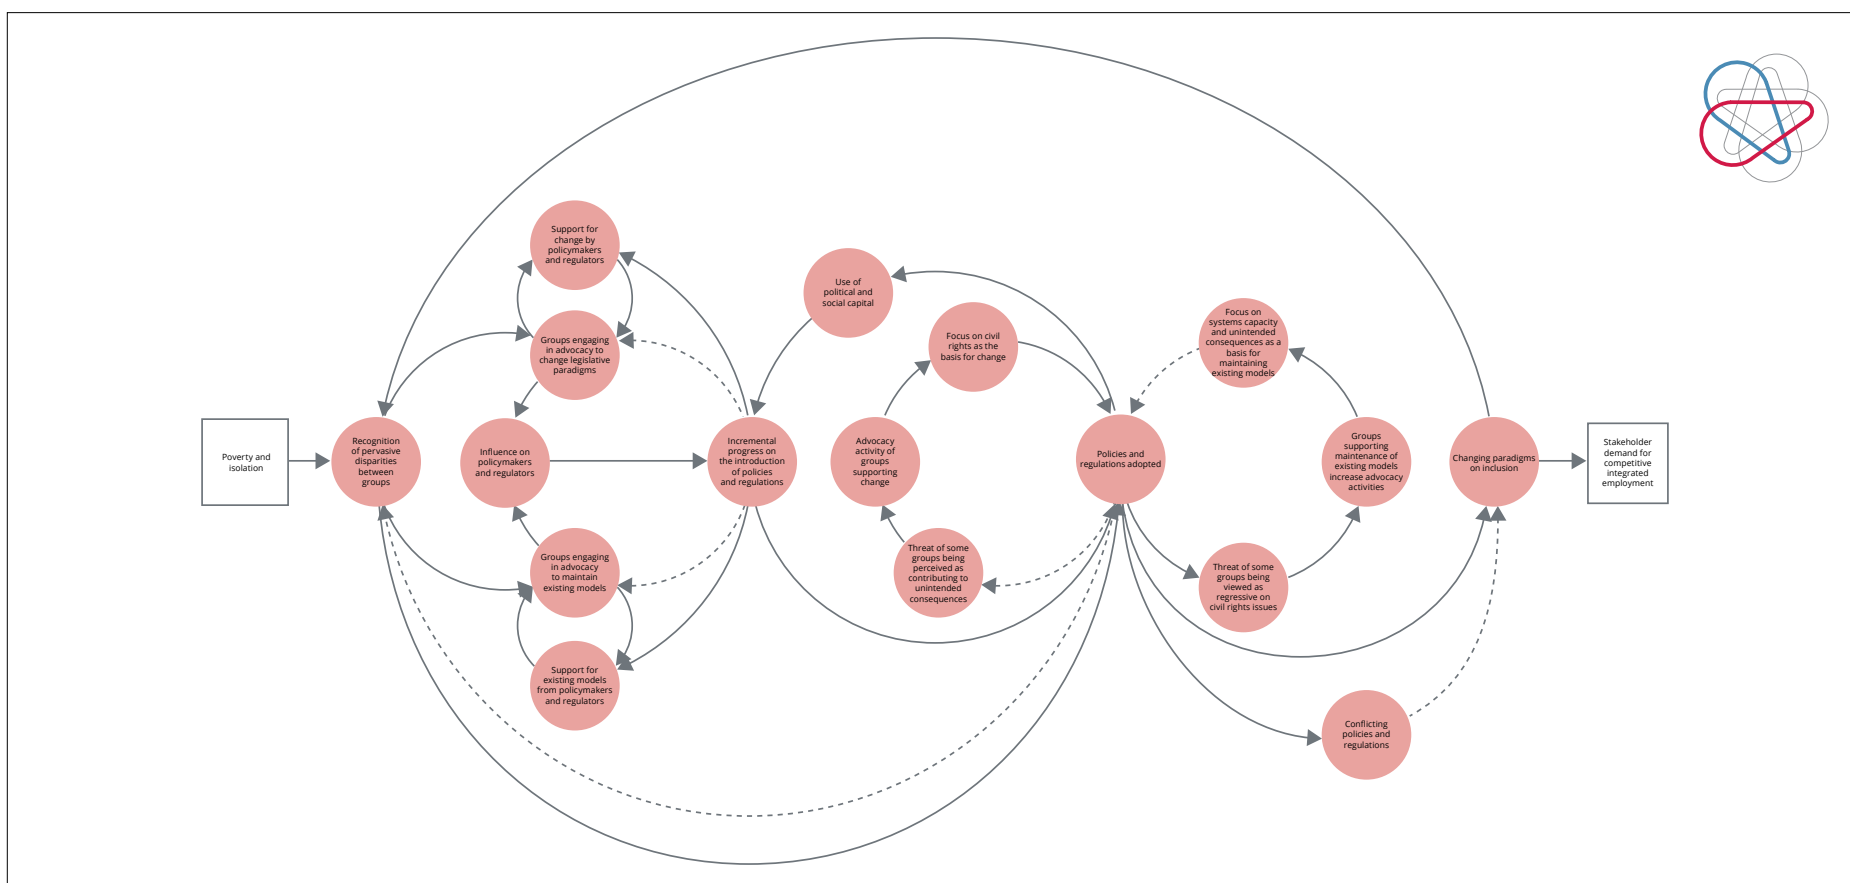 Support for
change by
policymakers
and regulators
Groups engaging
in advocacy to
change legislative
paradigms
Poverty and
isolation
Recognition
of pervasive
disparities
between
groups
Influence on
policymakers
and regulators
Groups engaging
in advocacy
to maintain
existing models
Support for
existing models
from policymakers
and regulators
Incremental
progress on
the introduction
of policies
and regulations
Use of
political and
social capital
Focus on civil
rights as the
basis for change
Advocacy
activity of
groups
supporting
change
Threat of some
groups being
perceived as
contributing to
unintended
consequences
Policies and
regulations adopted
Focus on
systems capacity
and unintended
consequences as a
basis for
maintaining
existing models
Groups
supporting
maintenance of
existing models
increase advocacy
activities
Threat of some
groups being
viewed as
regressive on
civil rights issues
Conflicting
policies and
regulations
Changing paradigms
on inclusion
Stakeholder
demand for
competitive
integrated
employment